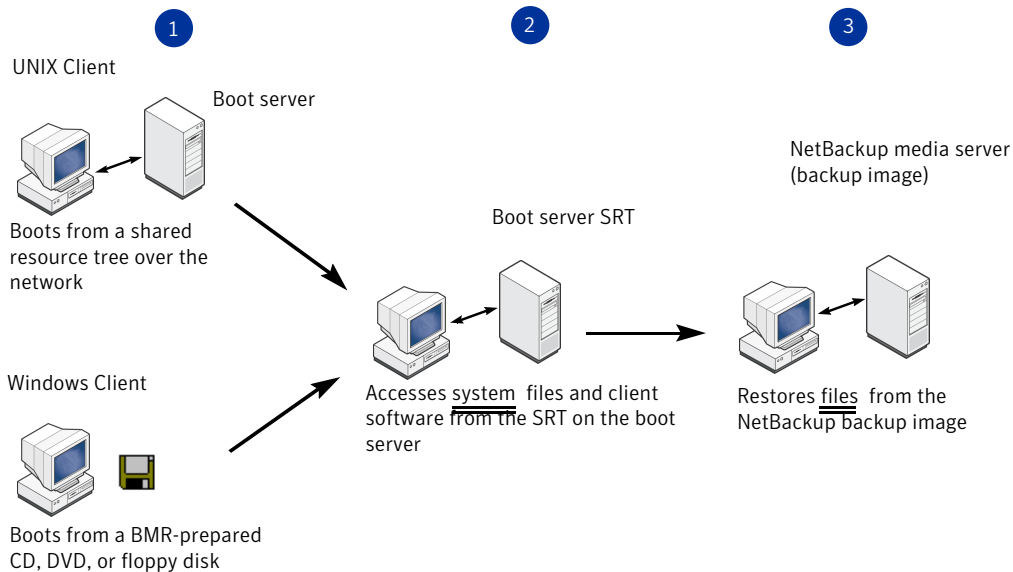 1
2
3
UNIX Client
Boot server
Boots from a shared
resource tree over the
network
Windows Client
Boots from a BMR-prepared
CD, DVD, or floppy disk
Boot server SRT
Accesses system files and client
software from the SRT on the boot
server
NetBackup media server
(backup image)
Restores files from the
NetBackup backup image